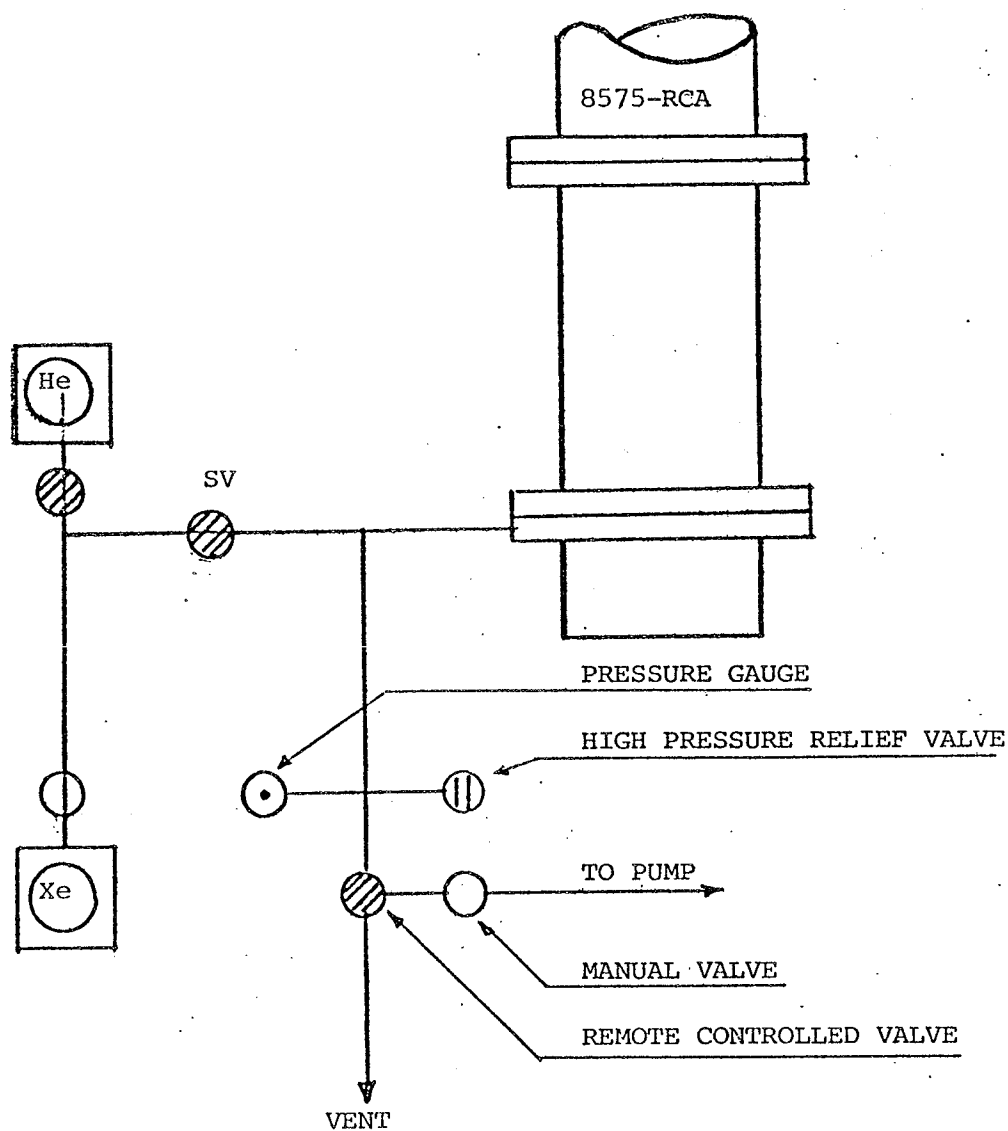 8575-RCA
He
SV
PRESSURE GAUGE
HIGH PRESSURE RELIEF VALVE
Xe
TO PUMP
MANUAL VALVE
REMOTE CONTROLLED VALVE
VENT